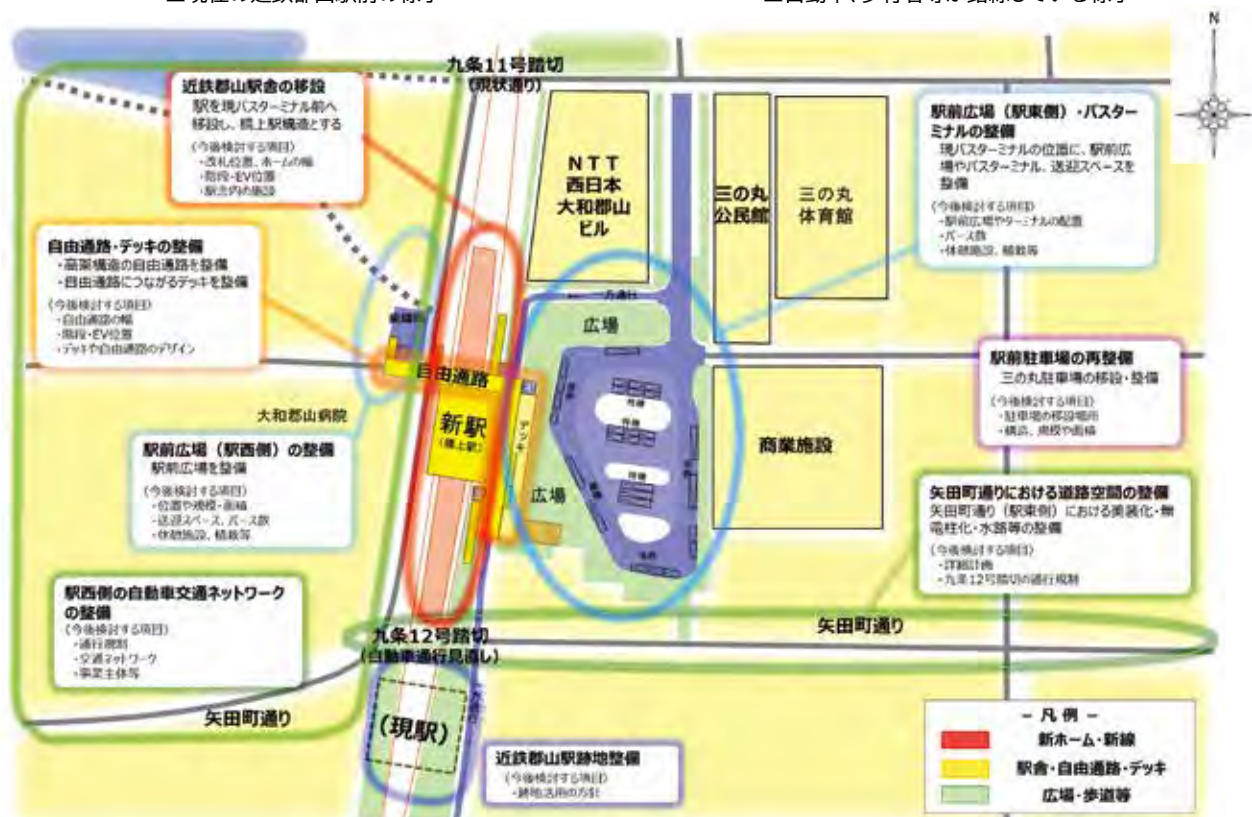 N
九条11号踏切
(現状通り)
近鉄郡山駅舎の移設
駅を現バスターミナル前へ
移設し、橋上駅構造とする
(今後検討する項目)
・改札位置、ホームの幅
・階段・EV位置
・駅舎内の施設
自由通路・デッキの整備
・高架構造の自由通路を整備
・自由通路につながるデッキを整備
(今後検討する項目)
・自由通路の幅
・階段・EV位置
・デッキや自由通路のデザイン
NTT
西日本
大和郡山
ビル
三の丸
公民館
三の丸
体育館
駅前広場(駅東側)・バスター
ミナルの整備
現バスターミナルの位置に、駅前広
場やバスターミナル、送迎スペースを
整備
(今後検討する項目)
・駅前広場やターミナルの配置
・バース数
・休憩施設、植栽等
一方通行
広場
自由通路
新駅
(橋上駅)
デッキ
広場
大和郡山病院
駅前広場(駅西側)の整備
駅前広場を整備
(今後検討する項目)
・位置や規模・面積
・送迎スペース、バース数
・休憩施設、植栽等
商業施設
駅前駐車場の再整備
三の丸駐車場の移設・整備
(今後検討する項目)
・駐車場の移設場所
・構造、規模や面積
矢田町通りにおける道路空間の整備
矢田町通り(駅東側)における美装化・無
電柱化・水路等の整備
(今後検討する項目)
・詳細計画
・九条12号踏切の通行規制
駅西側の自動車交通ネットワーク
の整備
(今後検討する項目)
・通行規制
・交通ネットワーク
・事業主体等
九条12号踏切
(自動車通行見直し)
矢田町通り
矢田町通り
(現駅)
近鉄郡山駅跡地整備
(今後検討する項目)
・跡地活用の方針
- 凡例 -
新ホーム・新線
駅舎・自由通路・デッキ
広場・歩道等